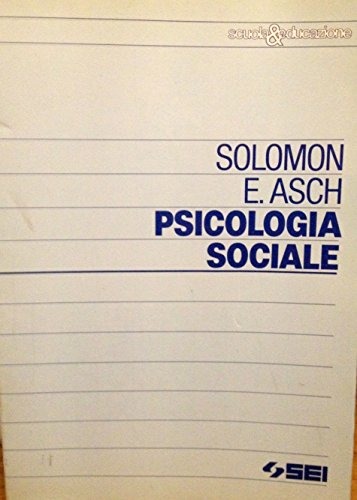 scuola&educazione
SOLOMON
E. ASCH
PSICOLOGIA
SOCIALE
SEI